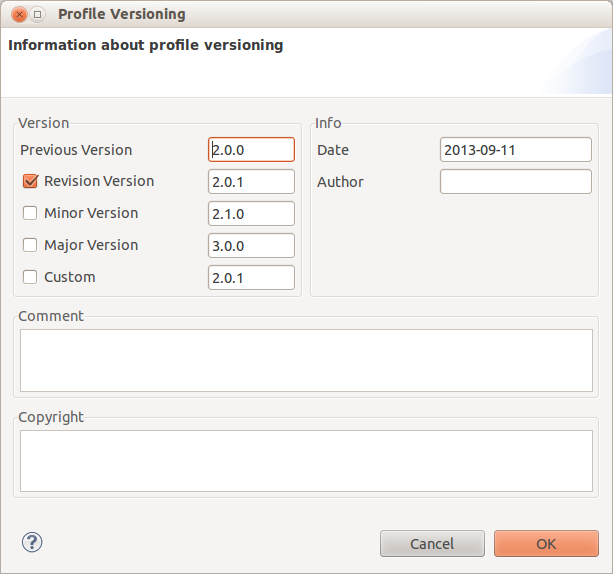 Profile Versioning
Information about profile versioning
Version
Previous Version 2.0.0
Revision Version 2.0.1
Minor Version 2.1.0
Major Version 3.0.0
Custom 2.0.1
Info
Date 2013-09-11
Author
Comment
Copyright
?
Cancel OK